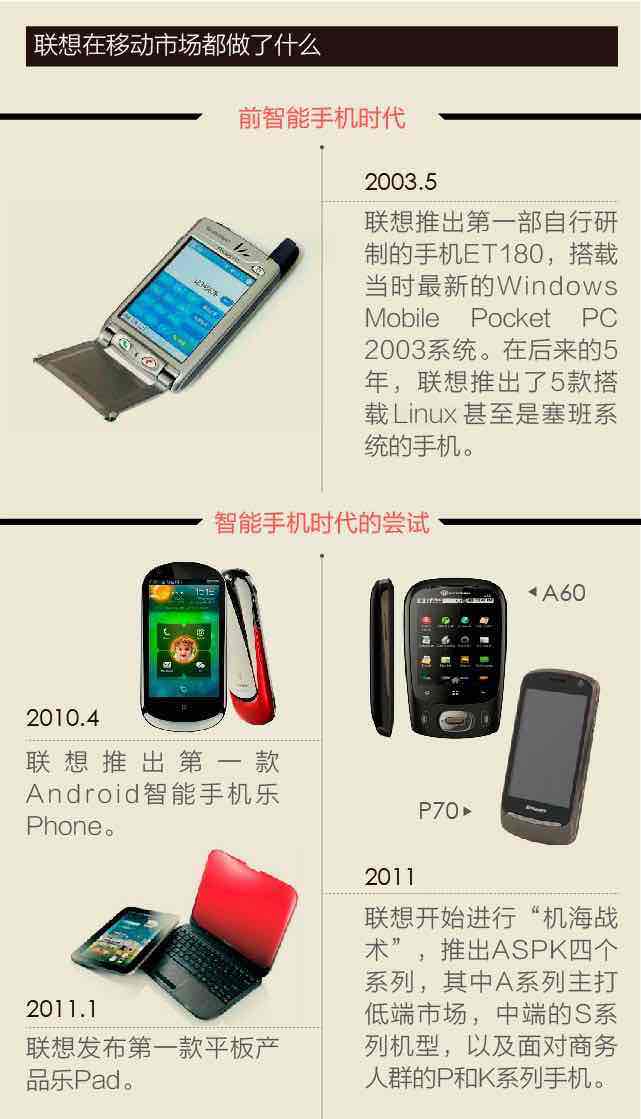 联想在移动市场都做了什么
前智能手机时代
2003.5
联想推出第一部自行研
制的手机ET180，搭载
当时最新的Windows
Mobile Pocket PC
2003系统。在后来的5
年，联想推出了5款搭
载Linux 甚至是塞班系
统的手机。
智能手机时代的尝试
A60
P70
2010.4
联想推出第一款
Android智能手机乐
Phone。
2011.1
联想发布第一款平板产
品乐Pad。
2011
联想开始进行“机海战
术”，推出ASPK四个
系列，其中A系列主打
低端市场，中端的S系
列机型，以及面对商务
人群的P和K系列手机。